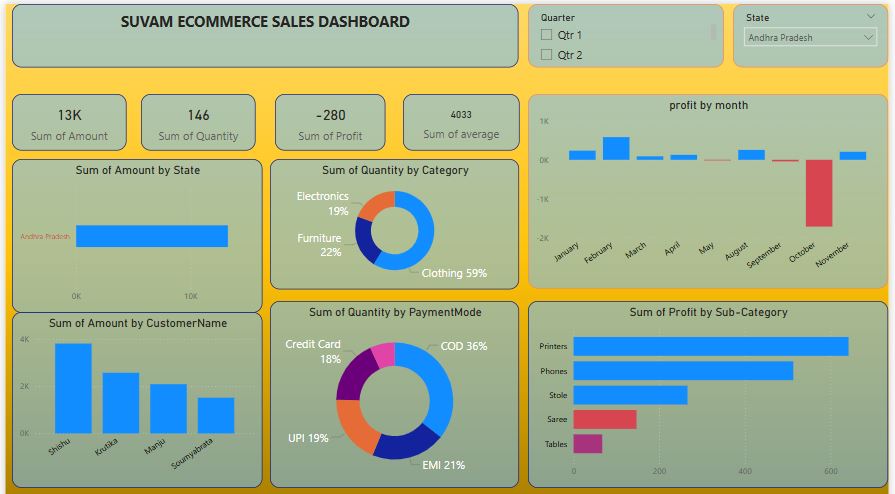 SUVAM ECOMMERCE SALES DASHBOARD
Quarter
Qtr 1
Qtr 2
State
Andhra Pradesh
13K
Sum of Amount
146
Sum of Quantity
-280
Sum of Profit
4033
Sum of average
profit by month
1K
0K
-1K
-2K
January
February
March
April
May
August
September
October
November
Sum of Amount by State
Andhra Pradesh
0K
10K
Sum of Quantity by Category
Electronics
19%
Furniture
22%
Clothing 59%
Sum of Amount by CustomerName
4K
2K
0K
Shishu
Krutika
Manju
Soumyabrata
Sum of Quantity by PaymentMode
Credit Card
18%
COD 36%
UPI 19%
EMI 21%
Sum of Profit by Sub-Category
Printers
Phones
Stole
Saree
Tables
0
200
400
600